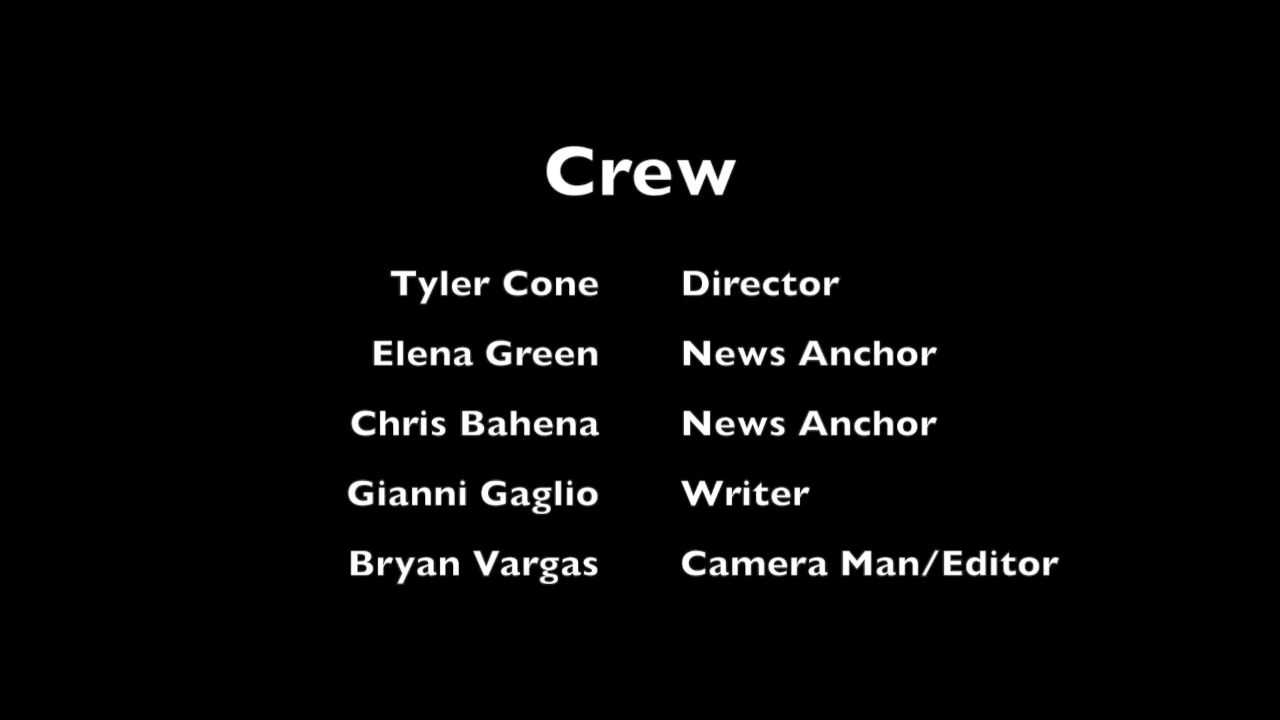 Crew
Tyler Cone Director
Elena Green News Anchor
Chris Bahena News Anchor
Gianni Gaglio Writer
Bryan Vargas Camera Man/Editor